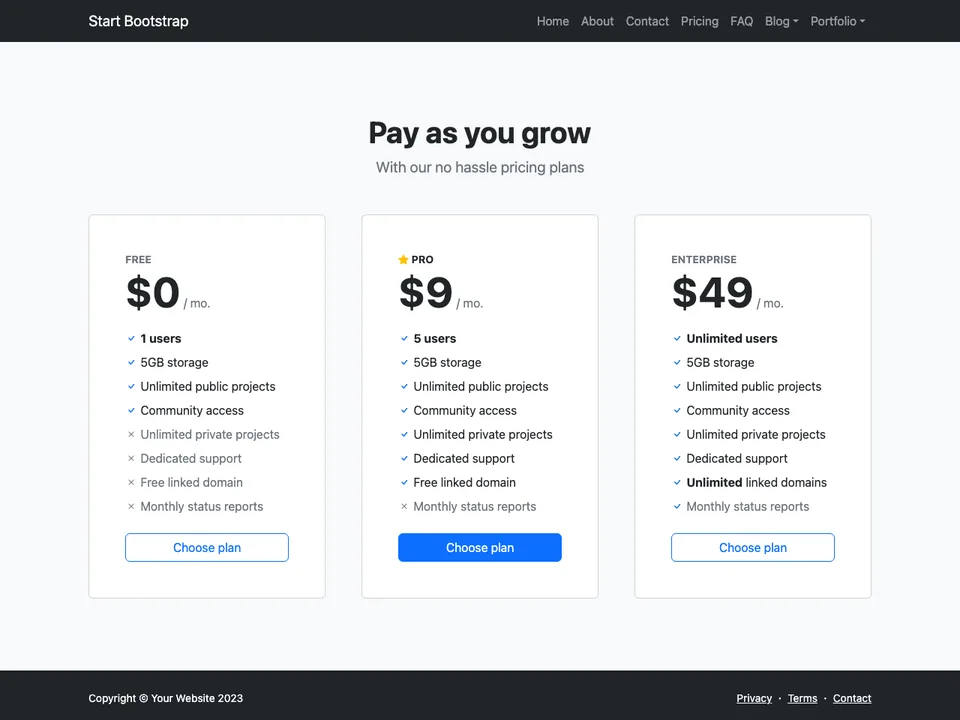 Start Bootstrap Home About Contact Pricing FAQ Blog Portfolio
Pay as you grow
With our no hassle pricing plans
FREE
$0 / mo.
1 users
5GB storage
Unlimited public projects
Community access
Unlimited private projects
Dedicated support
Free linked domain
Monthly status reports
Choose plan
PRO
$9 / mo.
5 users
5GB storage
Unlimited public projects
Community access
Unlimited private projects
Dedicated support
Free linked domain
Monthly status reports
Choose plan
ENTERPRISE
$49 / mo.
Unlimited users
5GB storage
Unlimited public projects
Community access
Unlimited private projects
Dedicated support
Unlimited linked domains
Monthly status reports
Choose plan
Copyright © Your Website 2023 Privacy · Terms · Contact